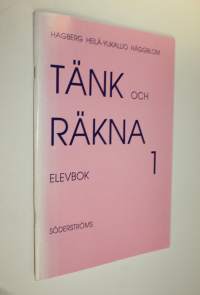 HAGBERG HEILÄ-YLIKALLIO HÄGGBLOM
TÄNK OCH
RÄKNA 1
ELEVBOK
SÖDERSTRÖMS